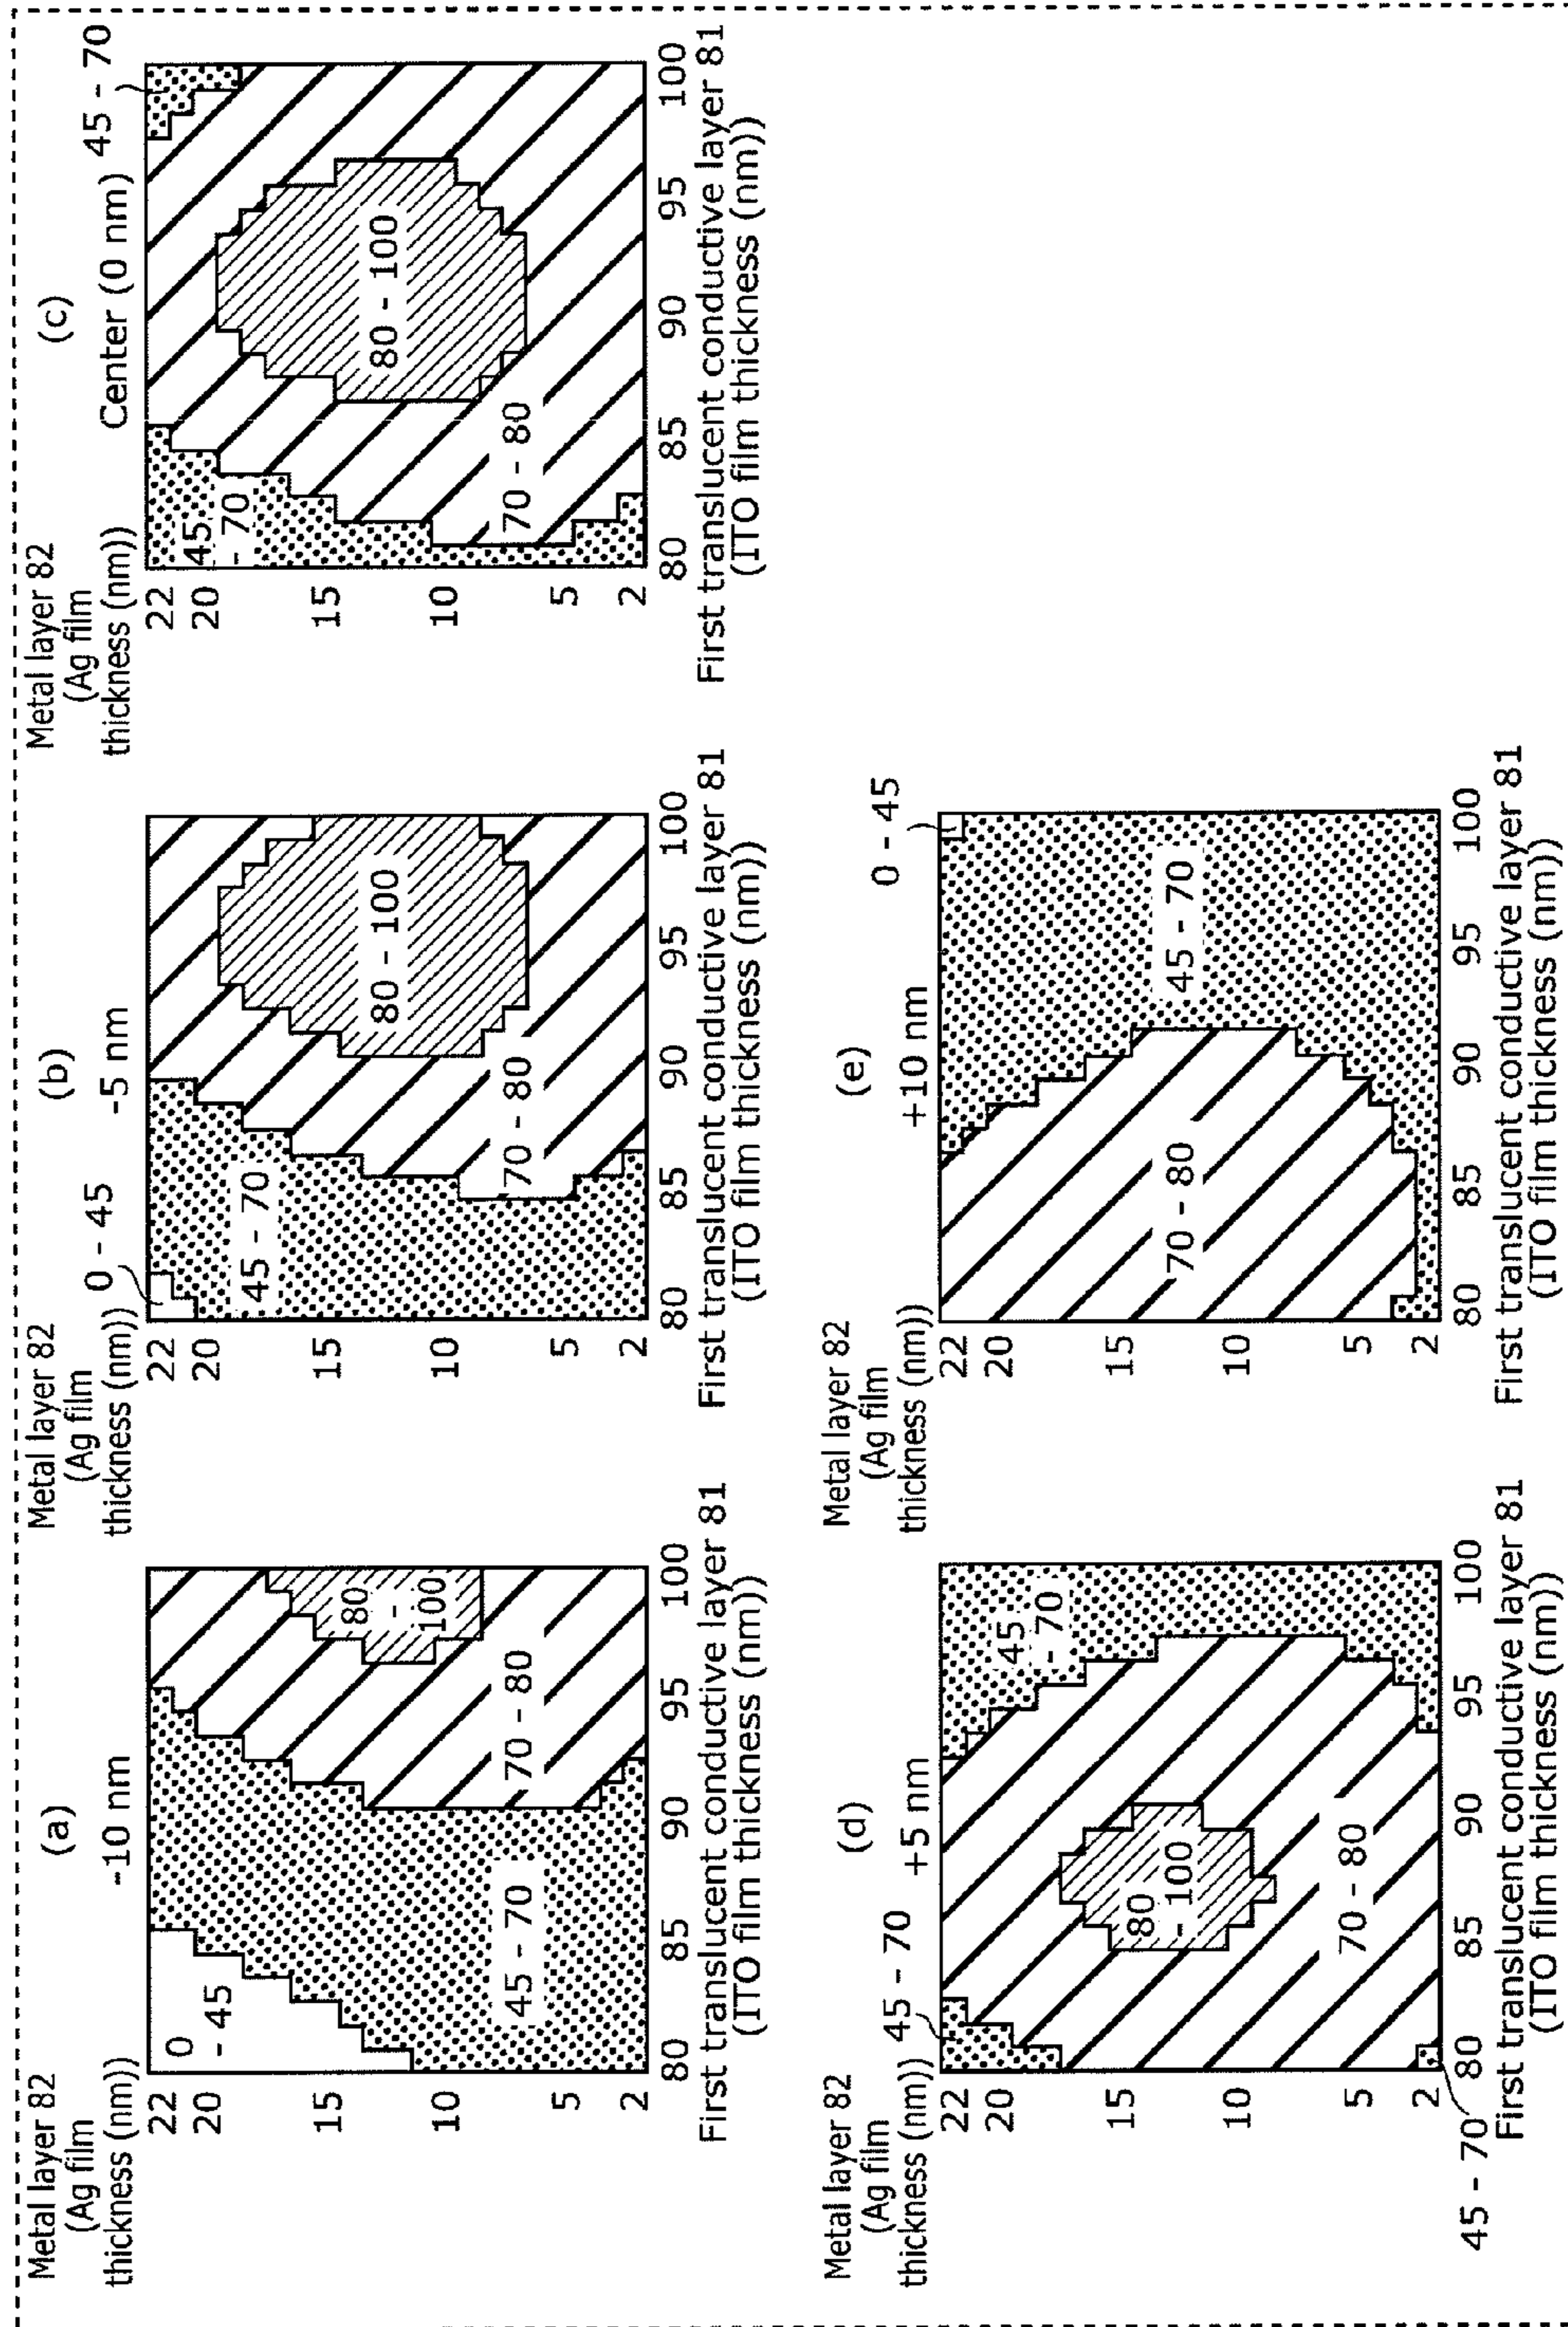 (a)
-10 nm
Metal layer 82
(Ag film
thickness (nm))
22
20
15
10
5
2
0
- 45
45 - 70
70 - 80
80
-
100
80 85 90 95 100
First translucent conductive layer 81
(ITO film thickness (nm))
(b)
-5 nm
Metal layer 82
(Ag film
thickness (nm))
0 - 45
22
20
15
10
5
2
45 - 70
70 - 80
80 - 100
80 85 90 95 100
First translucent conductive layer 81
(ITO film thickness (nm))
(c)
Center (0 nm)
45 - 70
Metal layer 82
(Ag film
thickness (nm))
22
20
15
10
5
2
45
- 70
70 - 80
80 - 100
80 85 90 95 100
First translucent conductive layer 81
(ITO film thickness (nm))
(d)
+5 nm
Metal layer 82
(Ag film
thickness (nm))
45 - 70
22
20
15
10
5
2
80
- 100
45
- 70
70 - 80
45 - 70
80 85 90 95 100
First translucent conductive layer 81
(ITO film thickness (nm))
(e)
+10 nm
Metal layer 82
(Ag film
thickness (nm))
0 - 45
22
20
15
10
5
2
70 - 80
45 - 70
80 85 90 95 100
First translucent conductive layer 81
(ITO film thickness (nm))